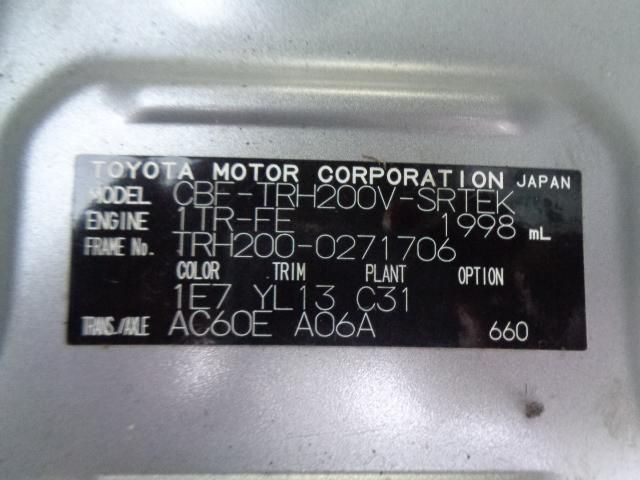 TOYOTA MOTOR CORPORATION JAPAN
MODEL CBF-TRH200V-SRTEK
ENGINE 1TR-FE 1998 mL
FRAME No. TRH200-0271706
COLOR TRIM PLANT OPTION
1E7 YL13 C31
TRANS./AXLE AC60E A06A 660